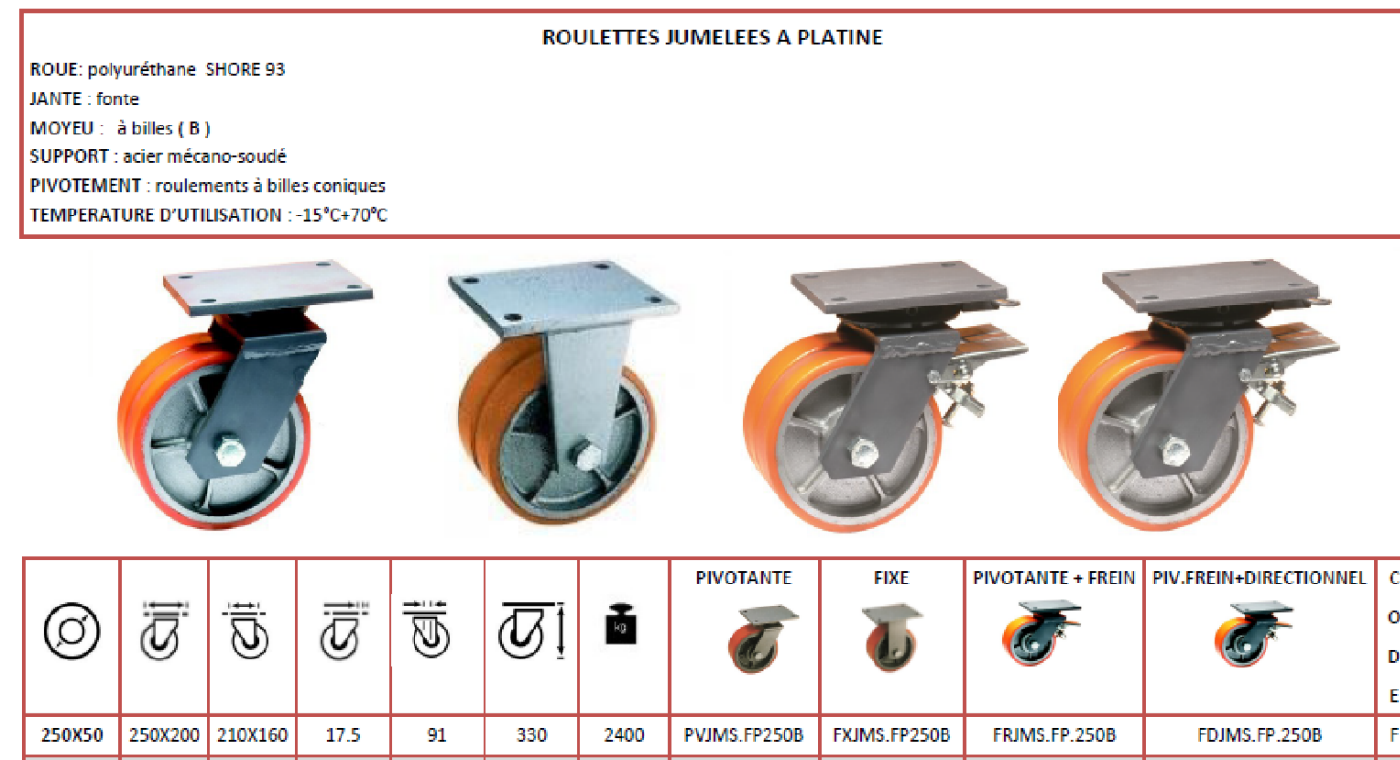 ROULETTES JUMELEES A PLATINE
ROUE: polyuréthane SHORE 93
JANTE : fonte
MOYEU : à billes ( B )
SUPPORT : acier mécano-soudé
PIVOTEMENT : roulements à billes coniques
TEMPERATURE D'UTILISATION : -15°C+70°C
PIVOTANTE FIXE PIVOTANTE + FREIN PIV.FREIN+DIRECTIONNEL
kg
250X50 250X200 210X160 17.5 91 330 2400 PVJMS.FP250B FXJMS.FP250B FRJMS.FP.250B FDJMS.FP.250B